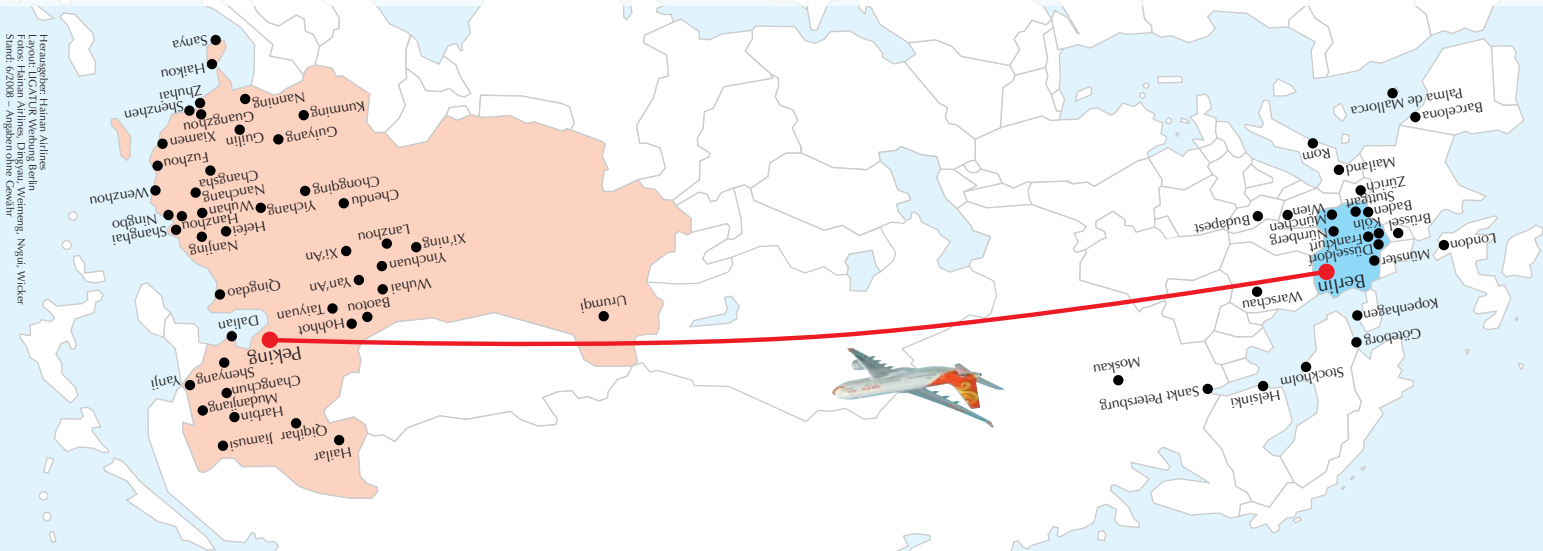 Helsinki
Stockholm
Sankt Petersburg
Moskau
Göteborg
Kopenhagen
Warschau
Berlin
Münster
London
Düsseldorf
Frankfurt
Köln
Brüssel
Nürnberg
München
Baden
Stuttgart
Wien
Budapest
Zürich
Mailand
Rom
Barcelona
Palma de Mallorca
Hailar
Qiqihar
Jiamusi
Harbin
Mudanjiang
Changchun
Yanji
Shenyang
Peking
Dalian
Hohhot
Baotou
Taiyuan
Urumqi
Wuhai
Yan'An
Qingdao
Yinchuan
Xi'ning
Xi'An
Lenzhou
Nanjing
Hefei
Shanghai
Hanzhou
Ningbo
Wuhan
Yichang
Chendu
Chongqing
Nanchang
Wenzhou
Changsha
Fuzhou
Xiamen
Guilin
Guiyang
Guangzhou
Kunming
Shenzhen
Nanning
Zhuhai
Haikou
Sanya
Herausgeber: Hainan Airlines
Layout: LIGATUR Werbung Berlin
Fotos: Hainan Airlines, Dingyau, Weimeng, Nygui, Wicker
Stand: 6/2008 – Angaben ohne Gewähr